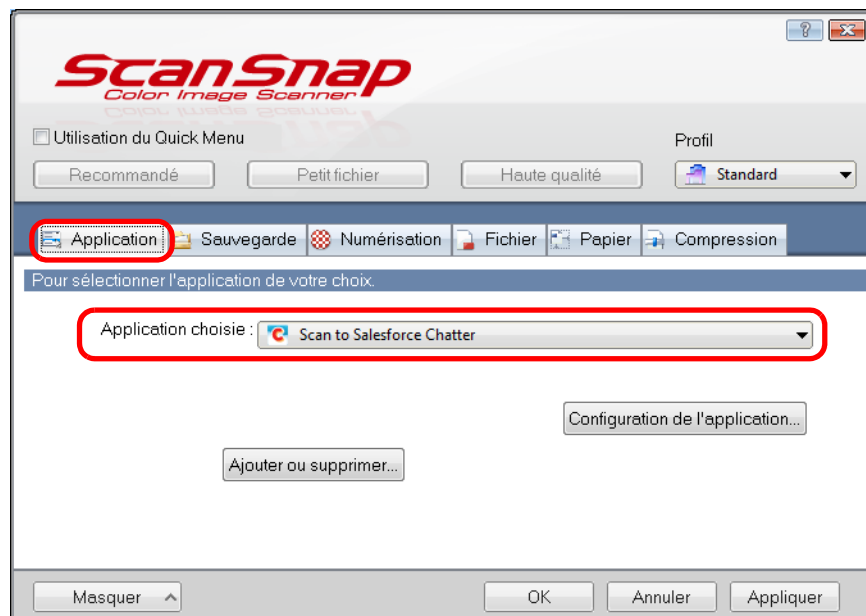 ScanSnap
Color Image Scanner
Utilisation du Quick Menu
Profil
Recommandé Petit fichier Haute qualité Standard
Application Sauvegarde Numérisation Fichier Papier Compression
Pour sélectionner l'application de votre choix.
Application choisie : Scan to Salesforce Chatter
Configuration de l'application...
Ajouter ou supprimer...
Masquer OK Annuler Appliquer